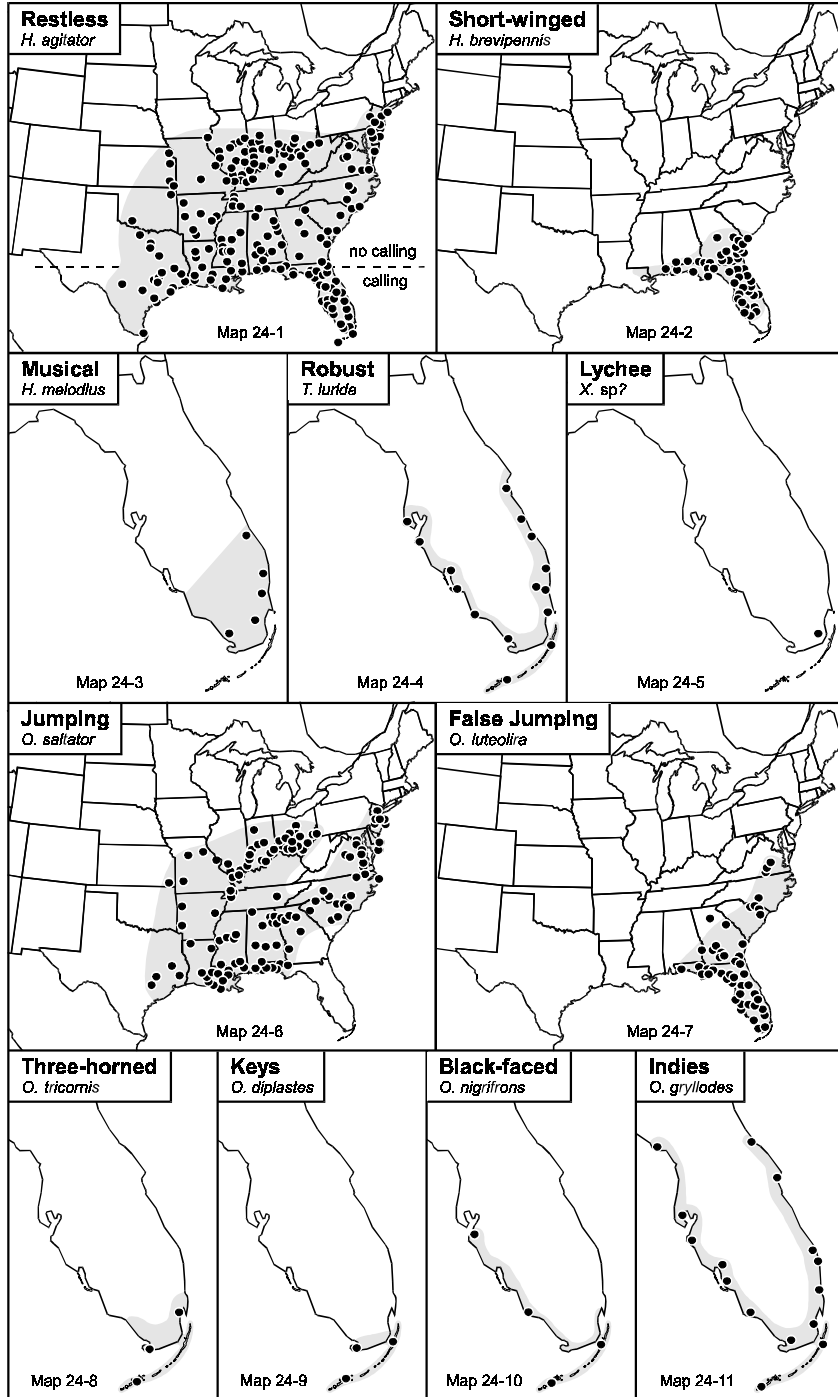 Restless
H. agilator
Short-winged
H. brevipennis
no calling
calling
Map 24-1
Map 24-2
Musical
H. melodius
Robust
T. lurida
Lychee
X. sp?
Map 24-3
Map 24-4
Map 24-5
Jumping
O. saltator
False Jumping
O. luteolira
Map 24-6
Map 24-7
Three-horned
O. tricornis
Keys
O. diplastes
Black-faced
O. nigrifrons
Indies
O. gryllodes
Map 24-8
Map 24-9
Map 24-10
Map 24-11